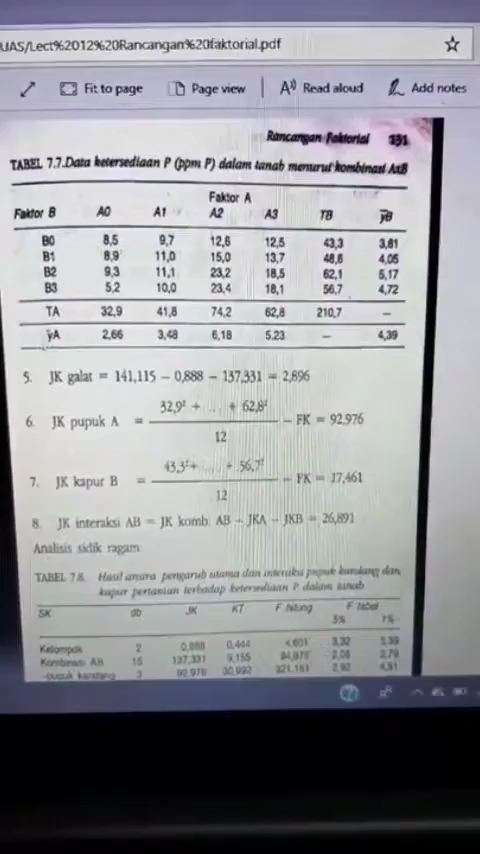 UAS/Lect%2012%20Rancangan%20faktorial.pdf
Fit to page Page view Read aloud Add notes
Rancangan Faktorial 131
TABEL 7.7.Data ketersediaan P (ppm P) dalam tanah menurut kombinasi AxB
Faktor A
Faktor B A0 A1 A2 A3 TB ȳB
B0 8,5 9,7 12,6 12,5 43,3 3,61
B1 8,9 11,0 15,0 13,7 48,6 4,05
B2 9,3 11,1 23,2 18,5 62,1 5,17
B3 5,2 10,0 23,4 18,1 56,7 4,72
TA 32,9 41,8 74,2 62,8 210,7 –
ȳA 2,66 3,48 6,18 5,23 – 4,39
5. JK galat = 141,115 – 0,888 – 137,331 = 2,896
6. JK pupuk A = 32,9² + ... + 62,8² / 12 – FK = 92,976
7. JK kapur B = 43,3² + ... + 56,7² / 12 – FK = 17,461
8. JK interaksi AB = JK komb. AB – JKA – JKB = 26,891
Analisis sidik ragam
TABEL 7.8. Hasil ansira pengaruh utama dan interaksi pupuk kandang dan
kapur pertanian terhadap ketersediaan P dalam tanah
SK db JK KT F hitung F tabel
5% 1%
Kelompok 2 0,888 0,444 4,601 3,32 5,39
Kombinasi AB 15 137,331 9,155 2,79
-pupuk kandang 3 92,976 30,992 2,92